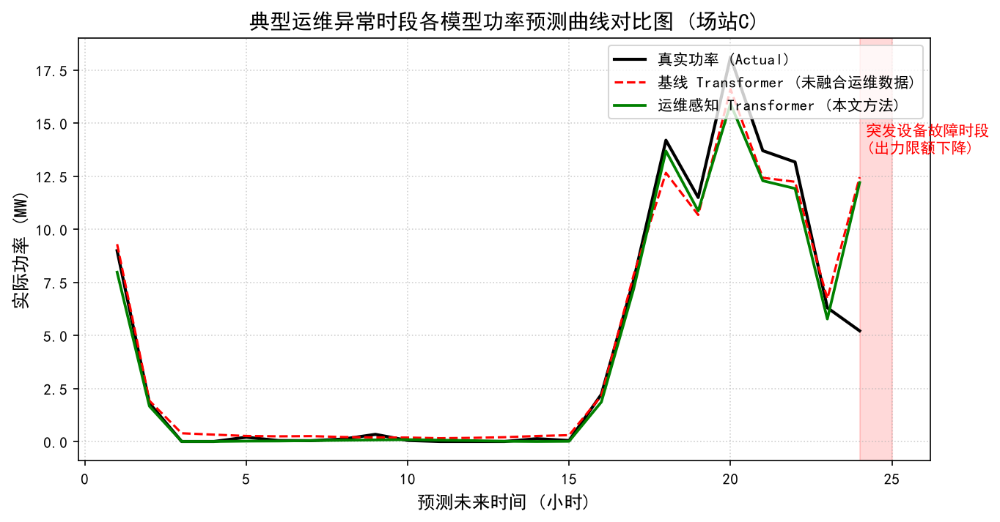 典型运维异常时段各模型功率预测曲线对比图 (场站C)
真实功率 (Actual)
基线 Transformer (未融合运维数据)
运维感知 Transformer (本文方法)
突发设备故障时段
(出力限额下降)
实际功率 (MW)
17.5
15.0
12.5
10.0
7.5
5.0
2.5
0.0
0
5
10
15
20
25
预测未来时间 (小时)